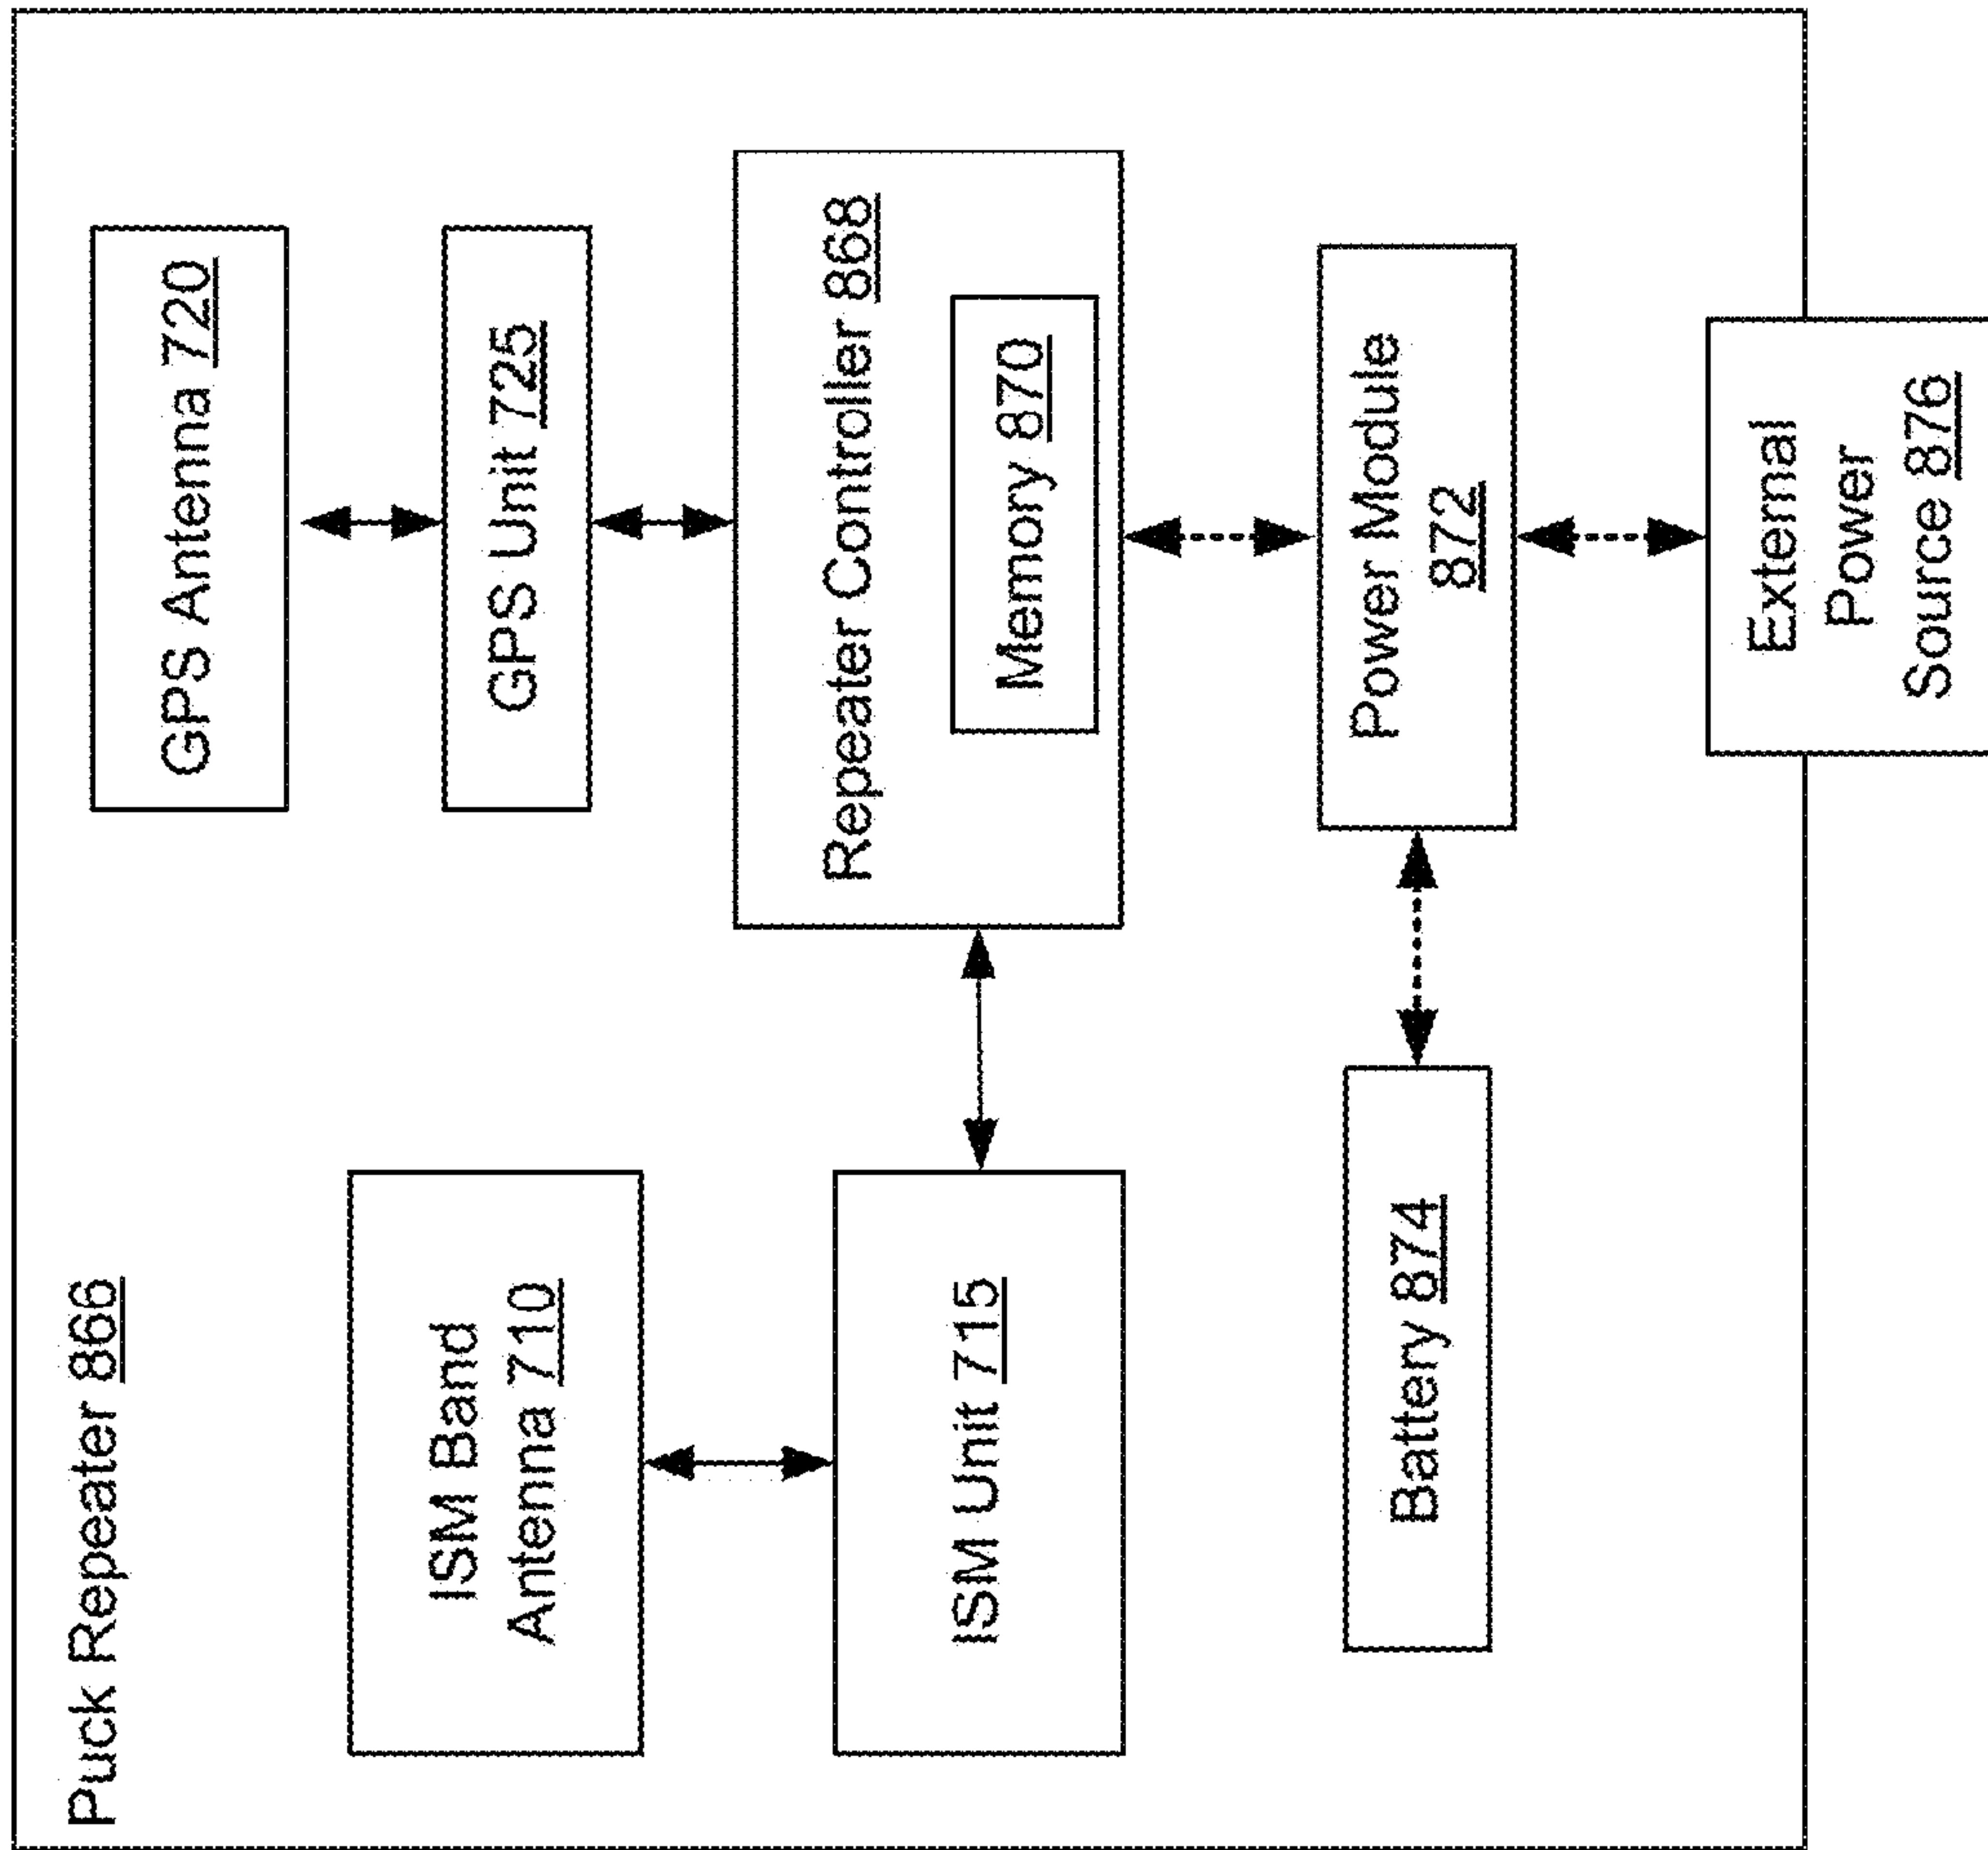 Puck Repeater 866
ISM Band
Antenna 710
GPS Antenna 720
GPS Unit 725
ISM Unit 715
Repeater Controller 868
Memory 870
Battery 874
Power Module
872
External
Power
Source 876